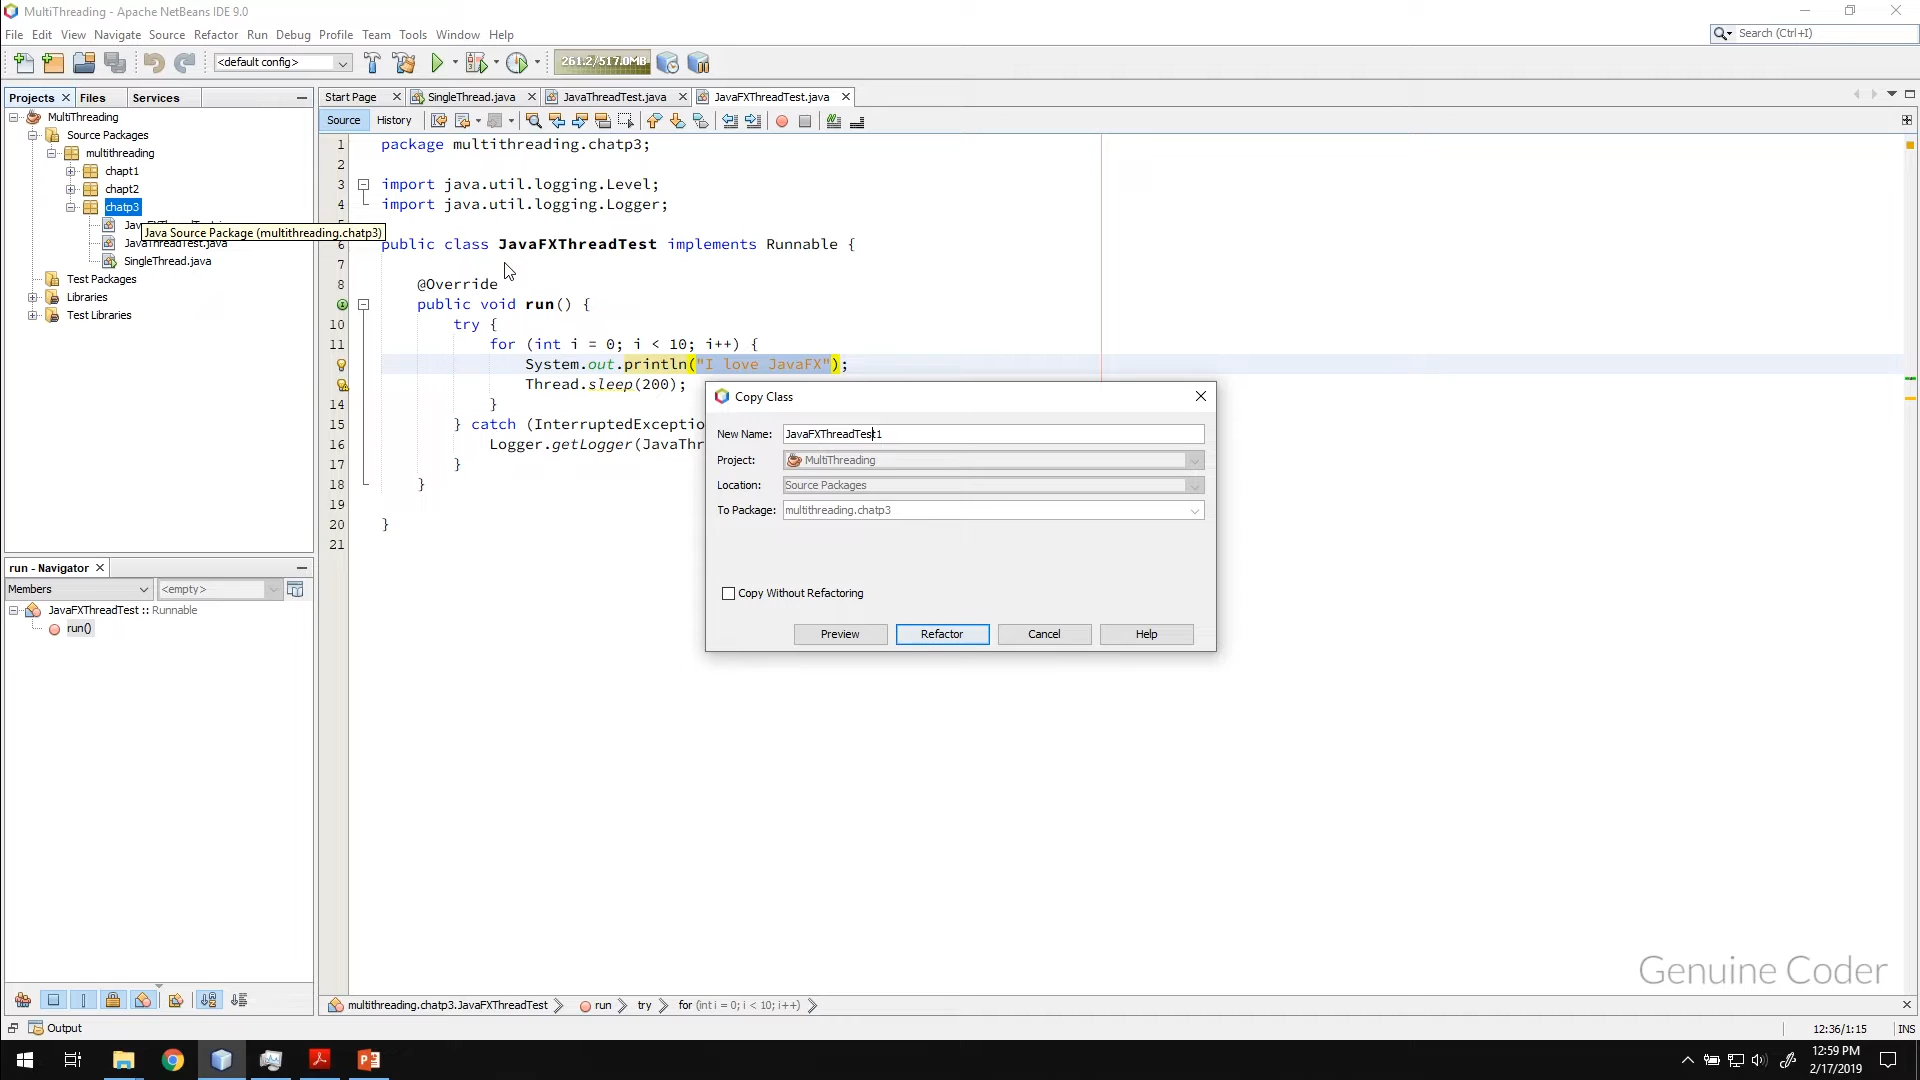 MultiThreading - Apache NetBeans IDE 9.0
File Edit View Navigate Source Refactor Run Debug Profile Team Tools Window Help
Search (Ctrl+I)
<default config>
261.2/517.0MB
Projects Files Services
Start Page SingleThread.java JavaThreadTest.java JavaFXThreadTest.java
Source History
MultiThreading
Source Packages
multithreading
chapt1
chapt2
chatp3
Java Source Package (multithreading.chatp3)
JavaThreadTest.java
SingleThread.java
Test Packages
Libraries
Test Libraries
1 package multithreading.chatp3;
2
3 import java.util.logging.Level;
4 import java.util.logging.Logger;
6 public class JavaFXThreadTest implements Runnable {
7
8 @Override
public void run() {
10 try {
11 for (int i = 0; i < 10; i++) {
System.out.println("I love JavaFX");
Thread.sleep(200);
14 }
15 } catch (InterruptedExceptio
16 Logger.getLogger(JavaThr
17 }
18 }
19
20 }
21
Copy Class
New Name: JavaFXThreadTest1
Project: MultiThreading
Location: Source Packages
To Package: multithreading.chatp3
Copy Without Refactoring
Preview Refactor Cancel Help
run - Navigator
Members <empty>
JavaFXThreadTest :: Runnable
run()
Genuine Coder
multithreading.chatp3.JavaFXThreadTest run try for (int i = 0; i < 10; i++)
Output
12:36/1:15 INS
12:59 PM
2/17/2019